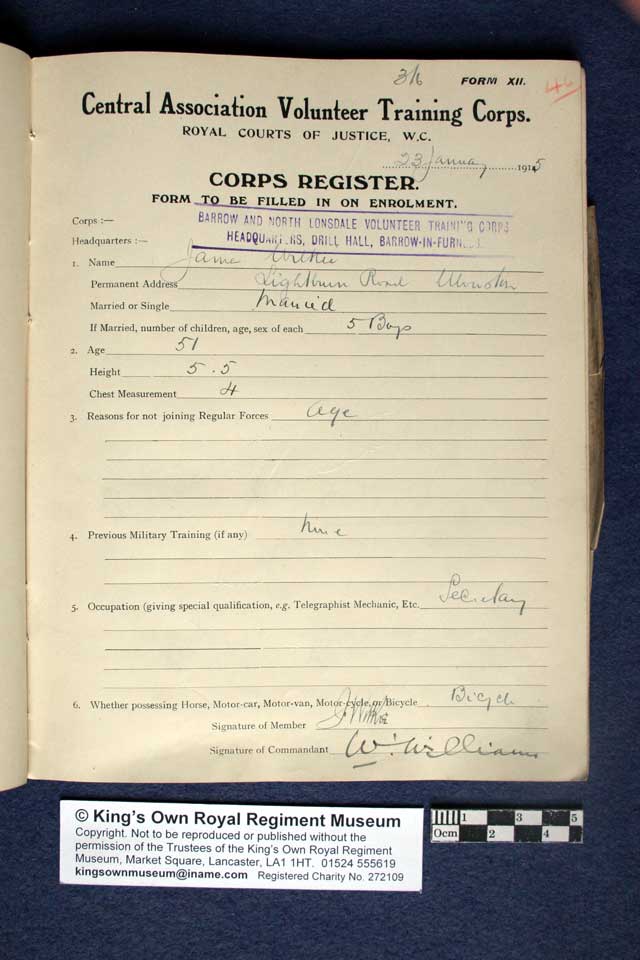 3/6 FORM XII. 46
Central Association Volunteer Training Corps.
ROYAL COURTS OF JUSTICE, W.C.
23 January 1915
CORPS REGISTER.
FORM TO BE FILLED IN ON ENROLMENT.
Corps :— BARROW AND NORTH LONSDALE VOLUNTEER TRAINING CORPS
Headquarters :— HEADQUARTERS, DRILL HALL, BARROW-IN-FURNESS.
1. Name James
Permanent Address Lightburn Road Ulverston
Married or Single Married
If Married, number of children, age, sex of each 5 Boys
2. Age 51
Height 5.5
Chest Measurement 4
3. Reasons for not joining Regular Forces age
4. Previous Military Training (if any) None
5. Occupation (giving special qualification, e.g. Telegraphist Mechanic, Etc. Secretary
6. Whether possessing Horse, Motor-car, Motor-van, Motor-cycle, or Bicycle Bicycle
Signature of Member
Signature of Commandant W. Williams
© King's Own Royal Regiment Museum
Copyright. Not to be reproduced or published without the
permission of the Trustees of the King's Own Royal Regiment
Museum, Market Square, Lancaster, LA1 1HT. 01524 555619
kingsownmuseum@iname.com Registered Charity No. 272109
1 3 5
0cm 2 4